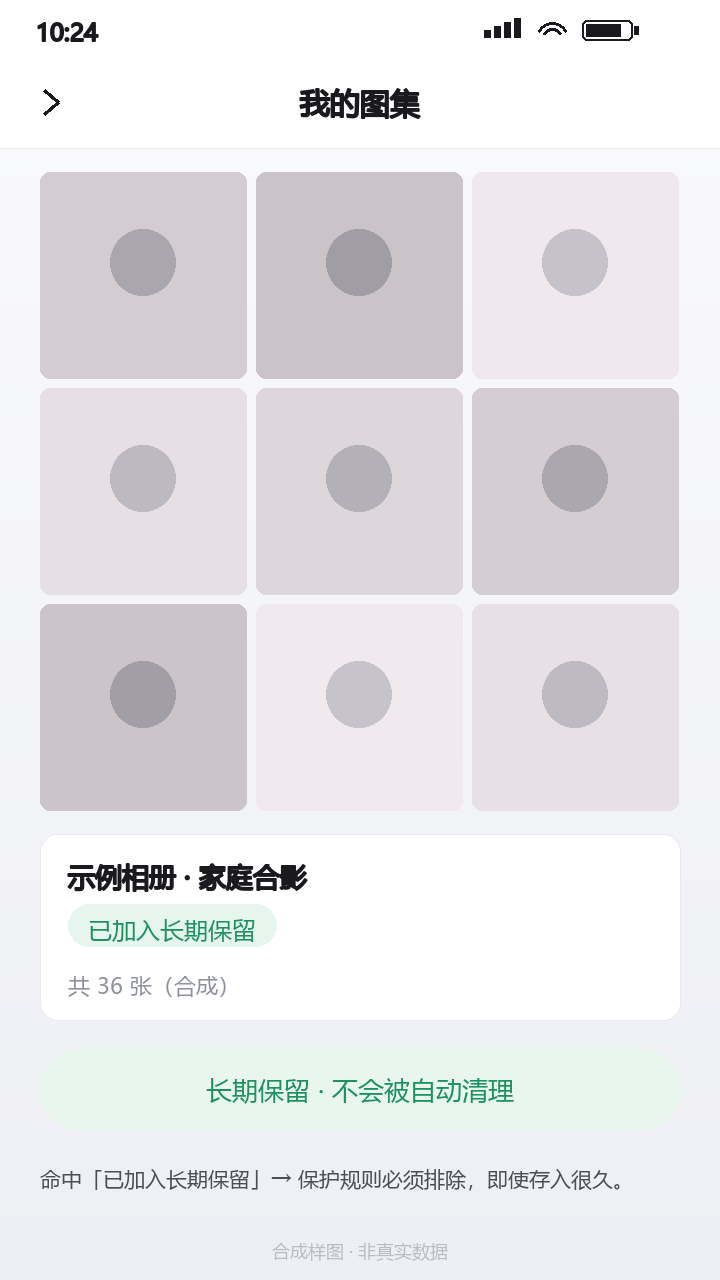 10:24
我的图集
示例相册 · 家庭合影
已加入长期保留
共 36 张（合成）
长期保留 · 不会被自动清理
命中「已加入长期保留」→ 保护规则必须排除，即使存入很久。
合成样图 · 非真实数据